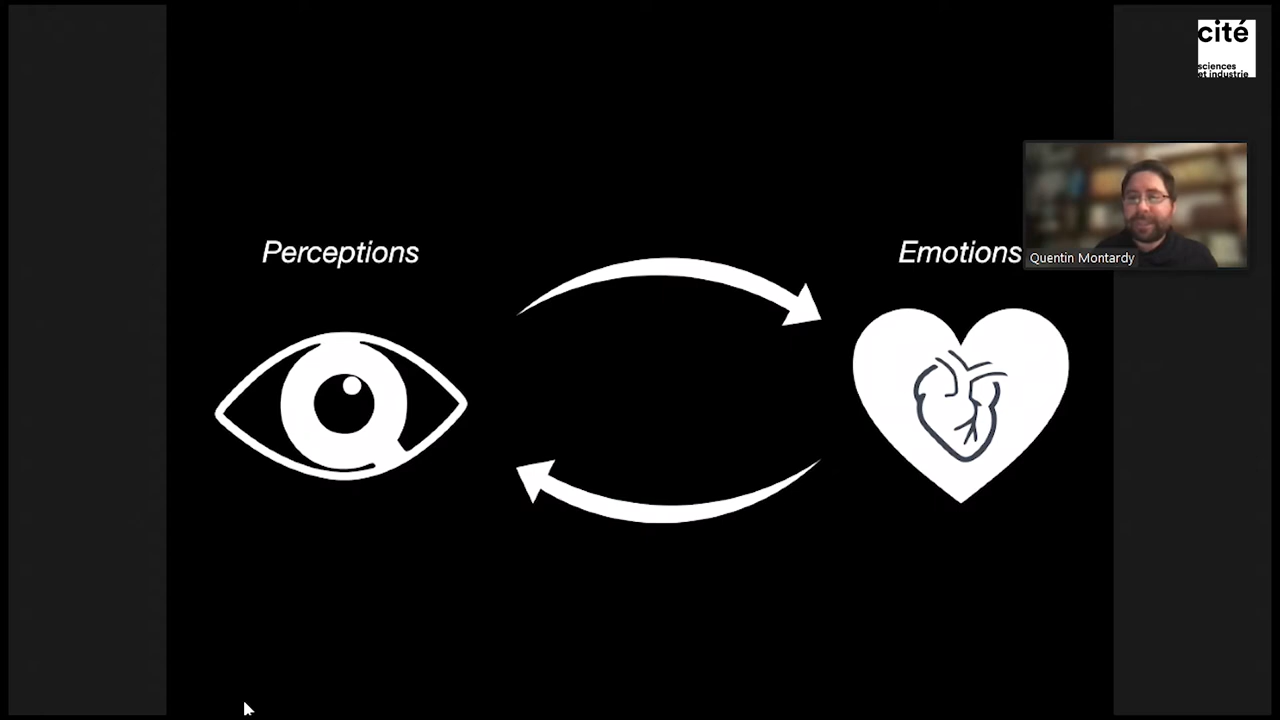 cité
sciences
et industrie
Perceptions
Emotions
Quentin Montardy